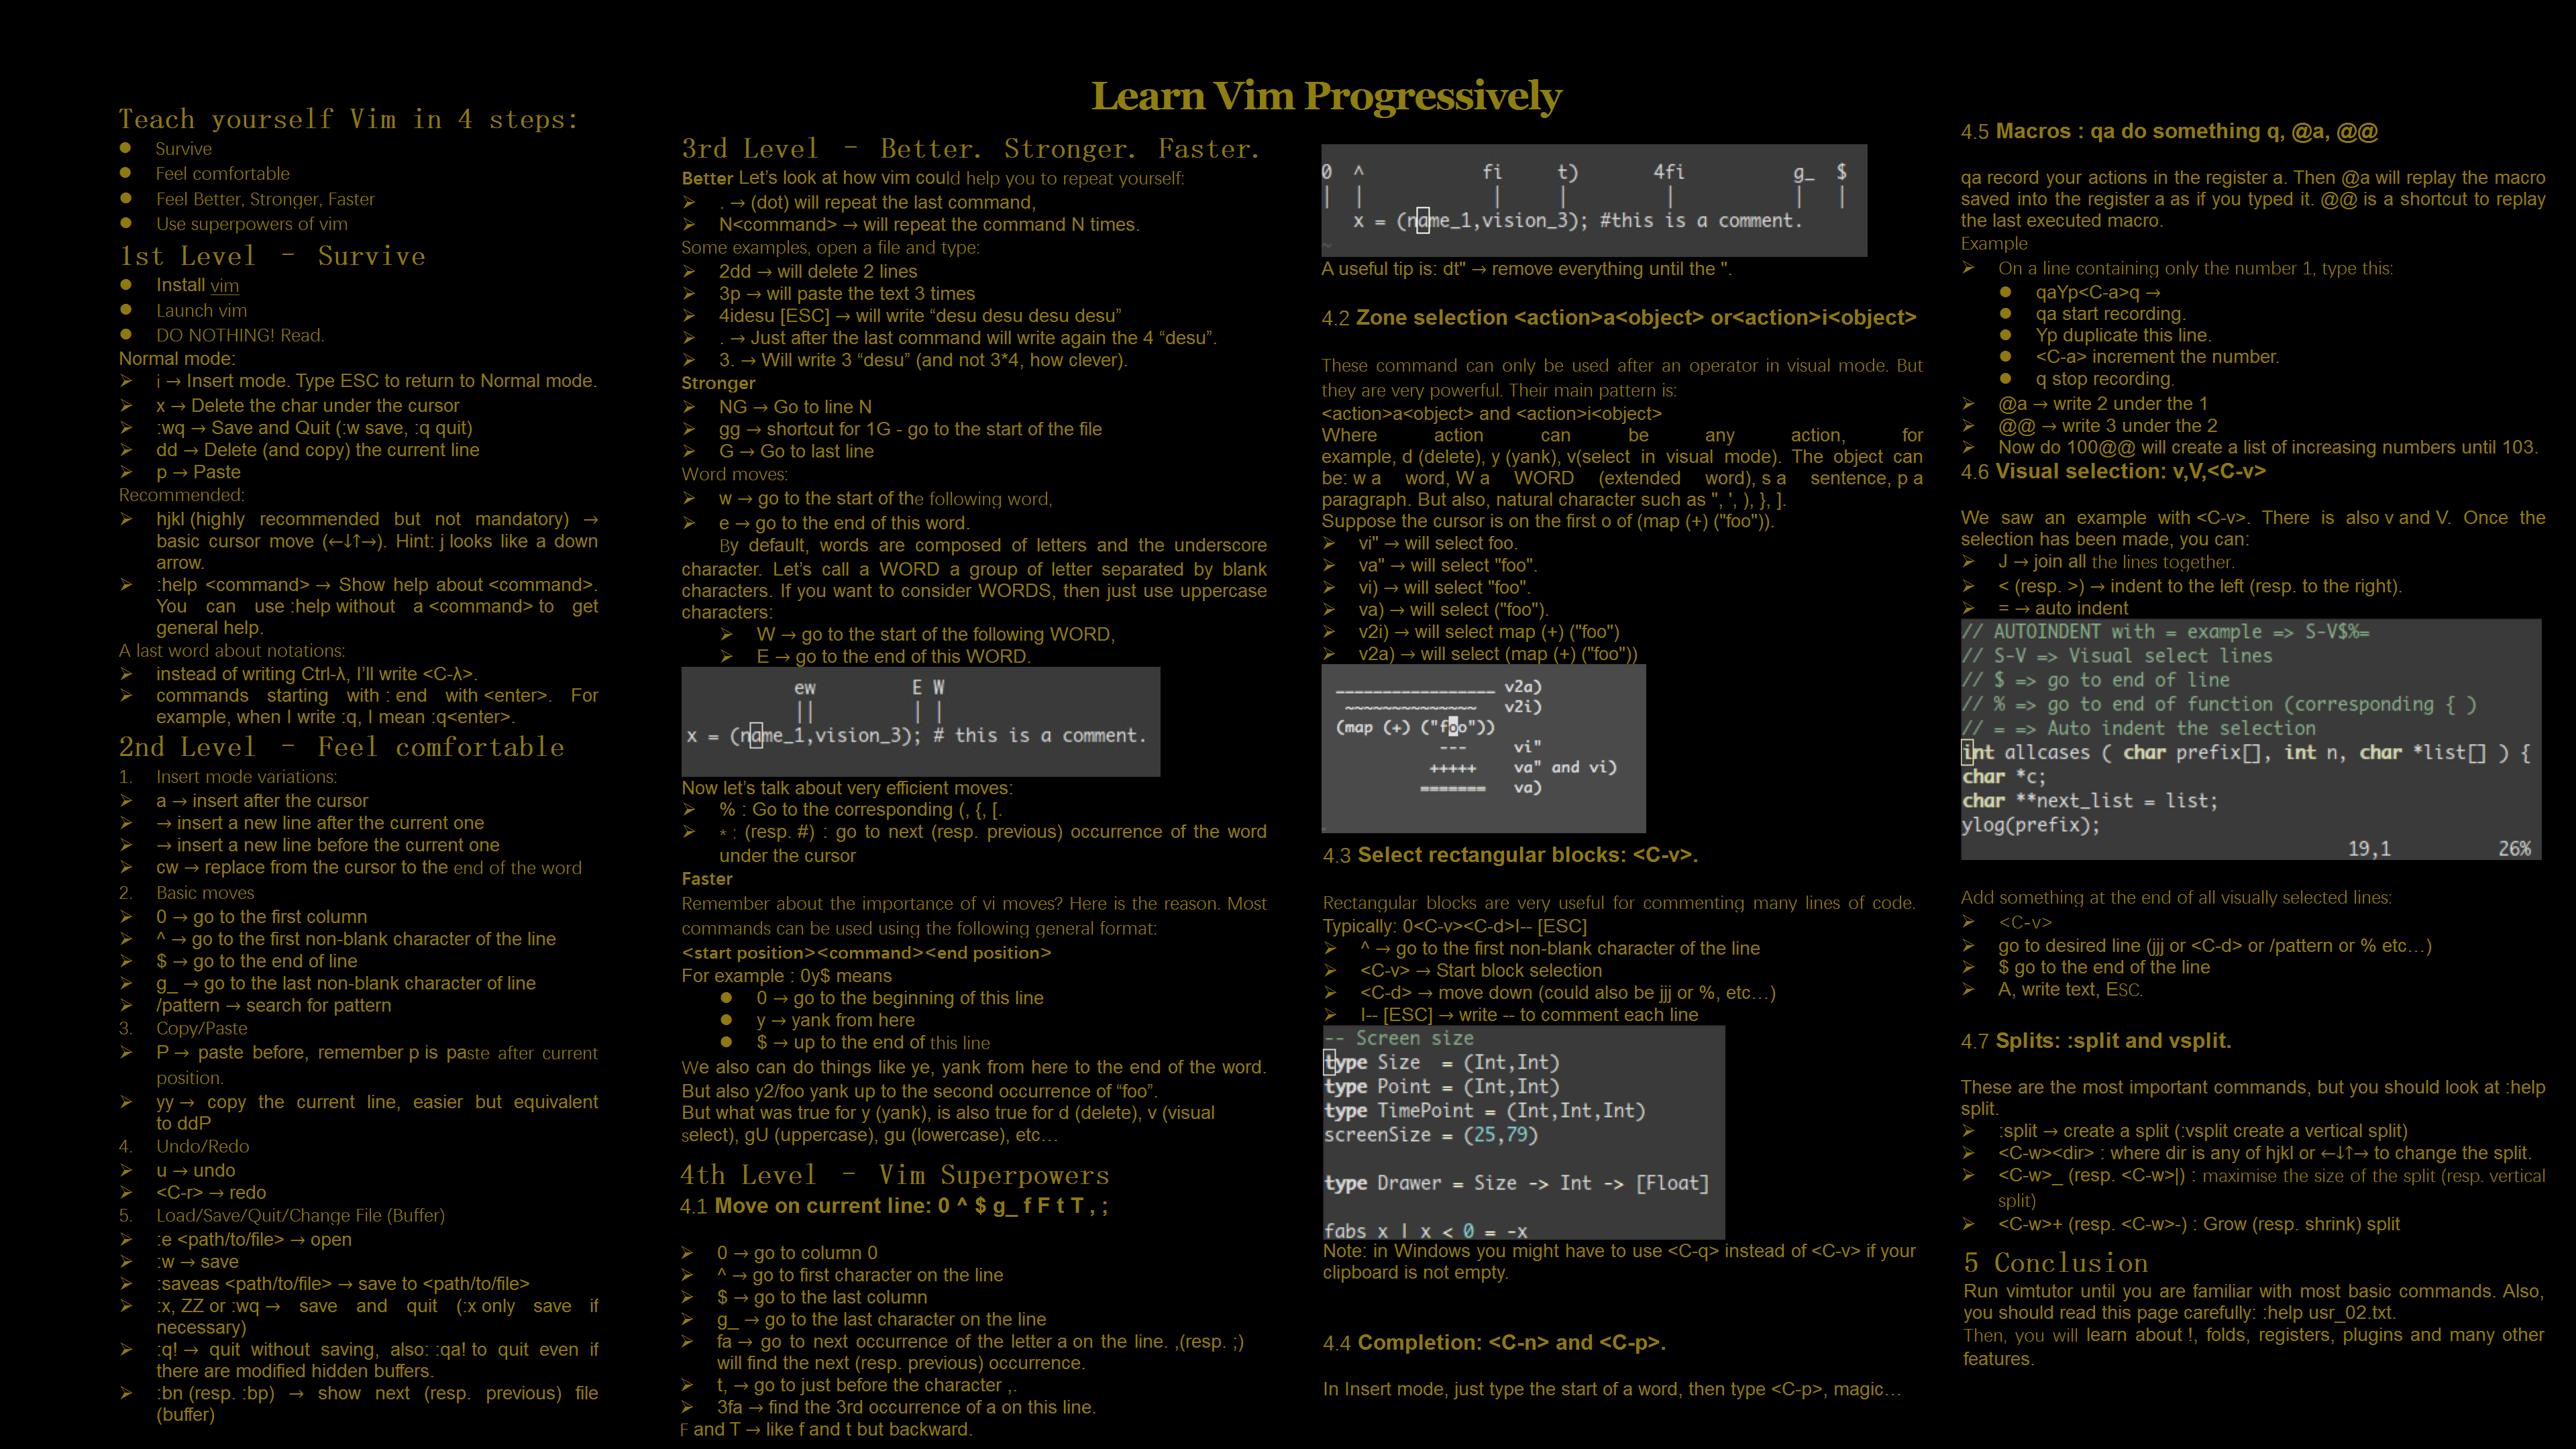 Learn Vim Progressively
Teach yourself Vim in 4 steps:
● Survive
● Feel comfortable
● Feel Better, Stronger, Faster
● Use superpowers of vim
1st Level – Survive
● Install vim
● Launch vim
● DO NOTHING! Read.
Normal mode:
➢ i → Insert mode. Type ESC to return to Normal mode.
➢ x → Delete the char under the cursor
➢ :wq → Save and Quit (:w save, :q quit)
➢ dd → Delete (and copy) the current line
➢ p → Paste
Recommended:
➢ hjkl (highly recommended but not mandatory) →
basic cursor move (←↓↑→). Hint: j looks like a down
arrow.
➢ :help <command> → Show help about <command>.
You can use :help without a <command> to get
general help.
A last word about notations:
➢ instead of writing Ctrl-λ, I'll write <C-λ>.
➢ commands starting with : end with <enter>. For
example, when I write :q, I mean :q<enter>.
2nd Level – Feel comfortable
1. Insert mode variations:
➢ a → insert after the cursor
➢ → insert a new line after the current one
➢ → insert a new line before the current one
➢ cw → replace from the cursor to the end of the word
2. Basic moves
➢ 0 → go to the first column
➢ ^ → go to the first non-blank character of the line
➢ $ → go to the end of line
➢ g_ → go to the last non-blank character of line
➢ /pattern → search for pattern
3. Copy/Paste
➢ P → paste before, remember p is paste after current
position.
➢ yy → copy the current line, easier but equivalent
to ddP
4. Undo/Redo
➢ u → undo
➢ <C-r> → redo
5. Load/Save/Quit/Change File (Buffer)
➢ :e <path/to/file> → open
➢ :w → save
➢ :saveas <path/to/file> → save to <path/to/file>
➢ :x, ZZ or :wq → save and quit (:x only save if
necessary)
➢ :q! → quit without saving, also: :qa! to quit even if
there are modified hidden buffers.
➢ :bn (resp. :bp) → show next (resp. previous) file
(buffer)
3rd Level – Better. Stronger. Faster.
Better Let's look at how vim could help you to repeat yourself:
➢ . → (dot) will repeat the last command,
➢ N<command> → will repeat the command N times.
Some examples, open a file and type:
➢ 2dd → will delete 2 lines
➢ 3p → will paste the text 3 times
➢ 4idesu [ESC] → will write “desu desu desu desu”
➢ . → Just after the last command will write again the 4 “desu”.
➢ 3. → Will write 3 “desu” (and not 3*4, how clever).
Stronger
➢ NG → Go to line N
➢ gg → shortcut for 1G - go to the start of the file
➢ G → Go to last line
Word moves:
➢ w → go to the start of the following word,
➢ e → go to the end of this word.
By default, words are composed of letters and the underscore
character. Let's call a WORD a group of letter separated by blank
characters. If you want to consider WORDS, then just use uppercase
characters:
➢ W → go to the start of the following WORD,
➢ E → go to the end of this WORD.
ew E W
|| | |
x = (name_1,vision_3); # this is a comment.
Now let's talk about very efficient moves:
➢ % : Go to the corresponding (, {, [.
➢ * : (resp. #) : go to next (resp. previous) occurrence of the word
under the cursor
Faster
Remember about the importance of vi moves? Here is the reason. Most
commands can be used using the following general format:
<start position><command><end position>
For example : 0y$ means
● 0 → go to the beginning of this line
● y → yank from here
● $ → up to the end of this line
We also can do things like ye, yank from here to the end of the word.
But also y2/foo yank up to the second occurrence of “foo”.
But what was true for y (yank), is also true for d (delete), v (visual
select), gU (uppercase), gu (lowercase), etc…
4th Level – Vim Superpowers
4.1 Move on current line: 0 ^ $ g_ f F t T , ;
➢ 0 → go to column 0
➢ ^ → go to first character on the line
➢ $ → go to the last column
➢ g_ → go to the last character on the line
➢ fa → go to next occurrence of the letter a on the line. ,(resp. ;)
will find the next (resp. previous) occurrence.
➢ t, → go to just before the character ,.
➢ 3fa → find the 3rd occurrence of a on this line.
F and T → like f and t but backward.
0 ^ fi t) 4fi g_ $
| | | | | | |
x = (name_1,vision_3); #this is a comment.
~
A useful tip is: dt" → remove everything until the ".
4.2 Zone selection <action>a<object> or<action>i<object>
These command can only be used after an operator in visual mode. But
they are very powerful. Their main pattern is:
<action>a<object> and <action>i<object>
Where action can be any action, for
example, d (delete), y (yank), v(select in visual mode). The object can
be: w a word, W a WORD (extended word), s a sentence, p a
paragraph. But also, natural character such as ", ', ), }, ].
Suppose the cursor is on the first o of (map (+) ("foo")).
➢ vi" → will select foo.
➢ va" → will select "foo".
➢ vi) → will select "foo".
➢ va) → will select ("foo").
➢ v2i) → will select map (+) ("foo")
➢ v2a) → will select (map (+) ("foo"))
__________________ v2a)
~~~~~~~~~~~~~~ v2i)
(map (+) ("foo"))
--- vi"
+++++ va" and vi)
======= va)
4.3 Select rectangular blocks: <C-v>.
Rectangular blocks are very useful for commenting many lines of code.
Typically: 0<C-v><C-d>I-- [ESC]
➢ ^ → go to the first non-blank character of the line
➢ <C-v> → Start block selection
➢ <C-d> → move down (could also be jjj or %, etc…)
➢ I-- [ESC] → write -- to comment each line
-- Screen size
type Size = (Int,Int)
type Point = (Int,Int)
type TimePoint = (Int,Int,Int)
screenSize = (25,79)
type Drawer = Size -> Int -> [Float]
fabs x | x < 0 = -x
Note: in Windows you might have to use <C-q> instead of <C-v> if your
clipboard is not empty.
4.4 Completion: <C-n> and <C-p>.
In Insert mode, just type the start of a word, then type <C-p>, magic…
4.5 Macros : qa do something q, @a, @@
qa record your actions in the register a. Then @a will replay the macro
saved into the register a as if you typed it. @@ is a shortcut to replay
the last executed macro.
Example
➢ On a line containing only the number 1, type this:
● qaYp<C-a>q →
● qa start recording.
● Yp duplicate this line.
● <C-a> increment the number.
● q stop recording.
➢ @a → write 2 under the 1
➢ @@ → write 3 under the 2
➢ Now do 100@@ will create a list of increasing numbers until 103.
4.6 Visual selection: v,V,<C-v>
We saw an example with <C-v>. There is also v and V. Once the
selection has been made, you can:
➢ J → join all the lines together.
➢ < (resp. >) → indent to the left (resp. to the right).
➢ = → auto indent
// AUTOINDENT with = example => S-V$%=
// S-V => Visual select lines
// $ => go to end of line
// % => go to end of function (corresponding { )
// = => Auto indent the selection
int allcases ( char prefix[], int n, char *list[] ) {
char *c;
char **next_list = list;
ylog(prefix);
19,1 26%
Add something at the end of all visually selected lines:
➢ <C-v>
➢ go to desired line (jjj or <C-d> or /pattern or % etc…)
➢ $ go to the end of the line
➢ A, write text, ESC.
4.7 Splits: :split and vsplit.
These are the most important commands, but you should look at :help
split.
➢ :split → create a split (:vsplit create a vertical split)
➢ <C-w><dir> : where dir is any of hjkl or ←↓↑→ to change the split.
➢ <C-w>_ (resp. <C-w>|) : maximise the size of the split (resp. vertical
split)
➢ <C-w>+ (resp. <C-w>-) : Grow (resp. shrink) split
5 Conclusion
Run vimtutor until you are familiar with most basic commands. Also,
you should read this page carefully: :help usr_02.txt.
Then, you will learn about !, folds, registers, plugins and many other
features.